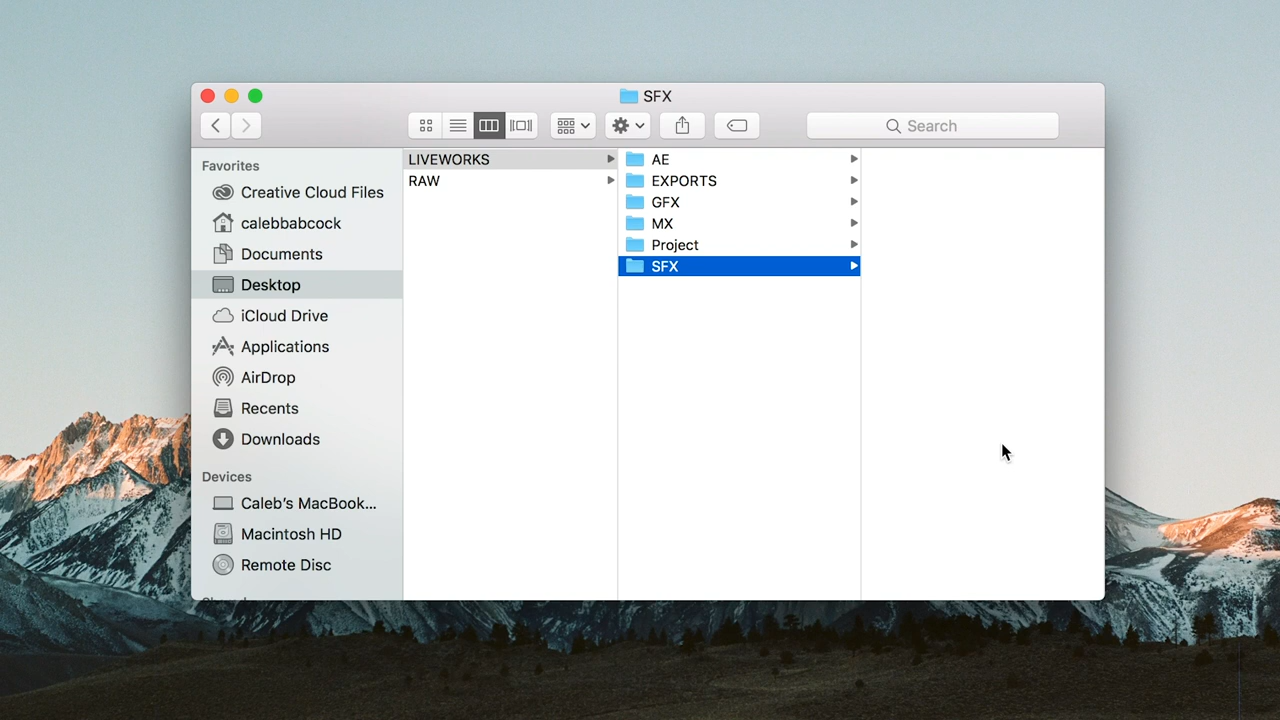 SFX
Search
Favorites
Creative Cloud Files
calebbabcock
Documents
Desktop
iCloud Drive
Applications
AirDrop
Recents
Downloads
Devices
Caleb's MacBook...
Macintosh HD
Remote Disc
LIVEWORKS
RAW
AE
EXPORTS
GFX
MX
Project
SFX